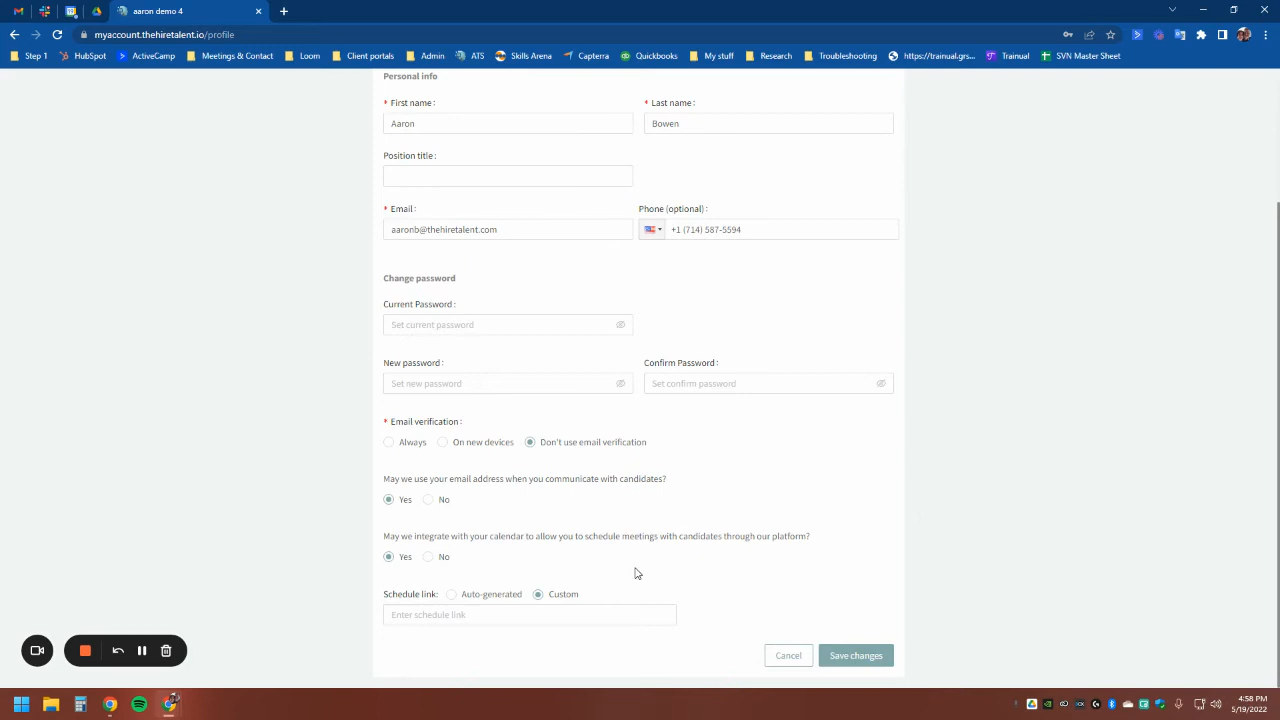 aaron demo 4
myaccount.thehiretalent.io/profile
Step 1 HubSpot ActiveCamp Meetings & Contact Loom Client portals Admin ATS Skills Arena Capterra Quickbooks My stuff Research Troubleshooting https://trainual.grs... Trainual SVN Master Sheet
Personal info
* First name : * Last name :
Aaron Bowen
Position title :
* Email : Phone (optional) :
aaronb@thehiretalent.com +1 (714) 587-5594
Change password
Current Password :
Set current password
New password : Confirm Password :
Set new password Set confirm password
* Email verification :
Always On new devices Don't use email verification
May we use your email address when you communicate with candidates?
Yes No
May we integrate with your calendar to allow you to schedule meetings with candidates through our platform?
Yes No
Schedule link: Auto-generated Custom
Enter schedule link
Cancel Save changes
4:58 PM
5/19/2022